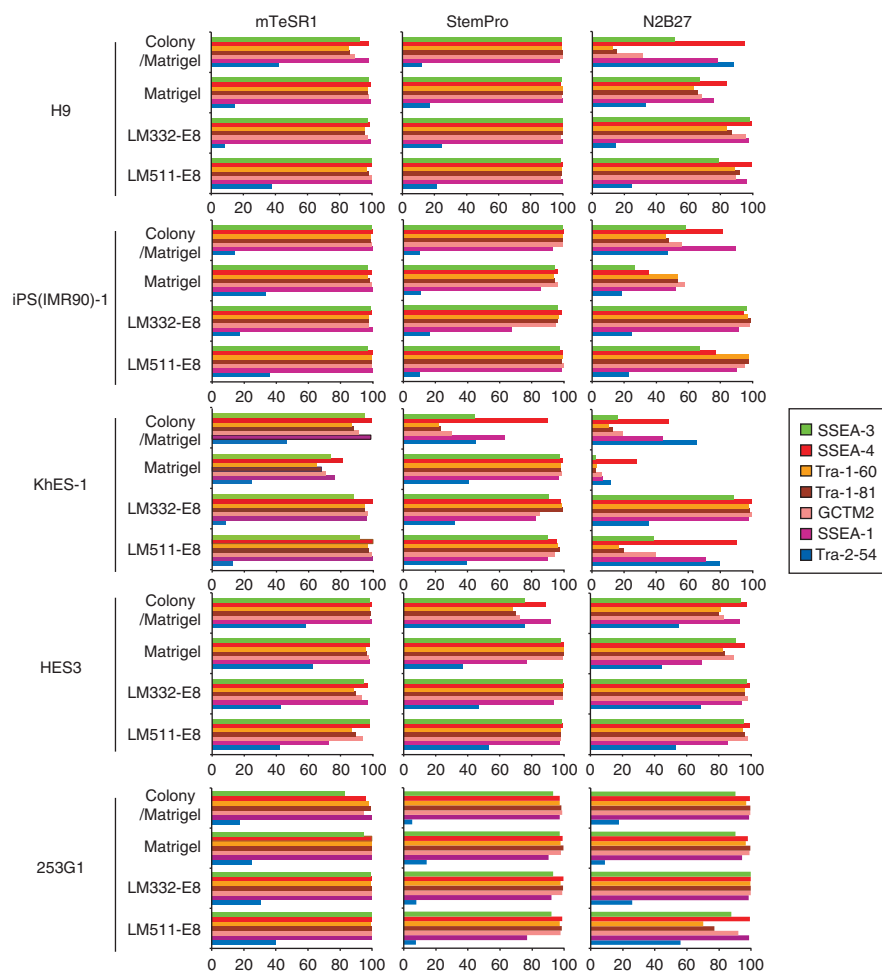 mTeSR1 StemPro N2B27
H9
Colony
/Matrigel
Matrigel
LM332-E8
LM511-E8
0 20 40 60 80 100 0 20 40 60 80 100 0 20 40 60 80 100
iPS(IMR90)-1
Colony
/Matrigel
Matrigel
LM332-E8
LM511-E8
0 20 40 60 80 100 0 20 40 60 80 100 0 20 40 60 80 100
KhES-1
Colony
/Matrigel
Matrigel
LM332-E8
LM511-E8
0 20 40 60 80 100 0 20 40 60 80 100 0 20 40 60 80 100
HES3
Colony
/Matrigel
Matrigel
LM332-E8
LM511-E8
0 20 40 60 80 100 0 20 40 60 80 100 0 20 40 60 80 100
253G1
Colony
/Matrigel
Matrigel
LM332-E8
LM511-E8
0 20 40 60 80 100 0 20 40 60 80 100 0 20 40 60 80 100
SSEA-3
SSEA-4
Tra-1-60
Tra-1-81
GCTM2
SSEA-1
Tra-2-54